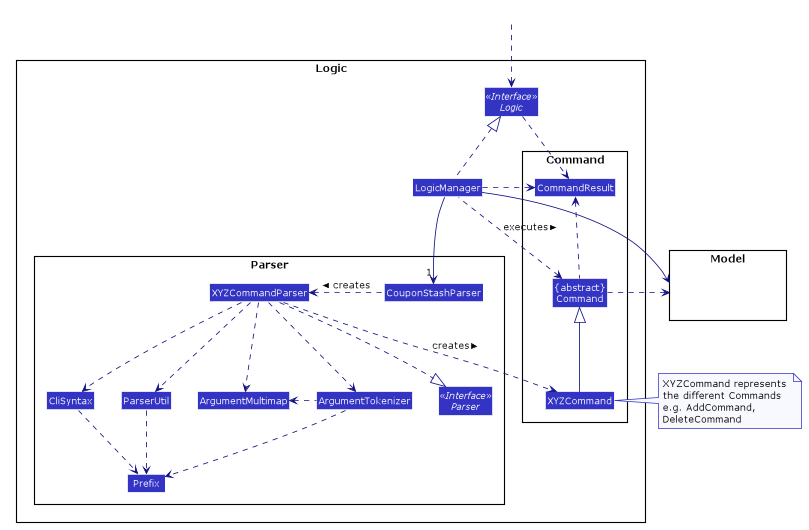 Logic
«Interface»
Logic
Command
LogicManager
CommandResult
executes
Parser
Model
1
creates
XYZCommandParser
CouponStashParser
{abstract}
Command
creates
XYZCommand represents
the different Commands
e.g. AddCommand,
DeleteCommand
CliSyntax
ParserUtil
ArgumentMultimap
ArgumentTokenizer
«Interface»
Parser
XYZCommand
Prefix